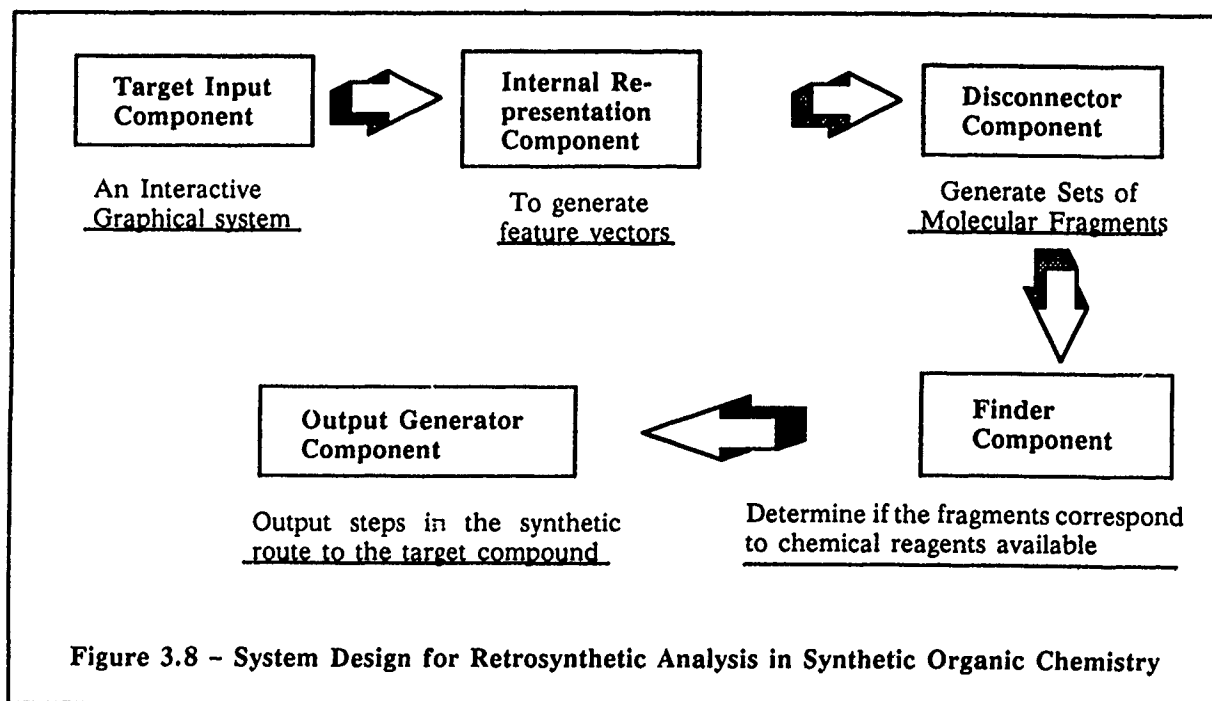 Target Input
Component
Internal Re-
presentation
Component
Disconnector
Component
An Interactive
Graphical system
To generate
feature vectors
Generate Sets of
Molecular Fragments
Output Generator
Component
Finder
Component
Output steps in the synthetic
route to the target compound
Determine if the fragments correspond
to chemical reagents available
Figure 3.8 - System Design for Retrosynthetic Analysis in Synthetic Organic Chemistry